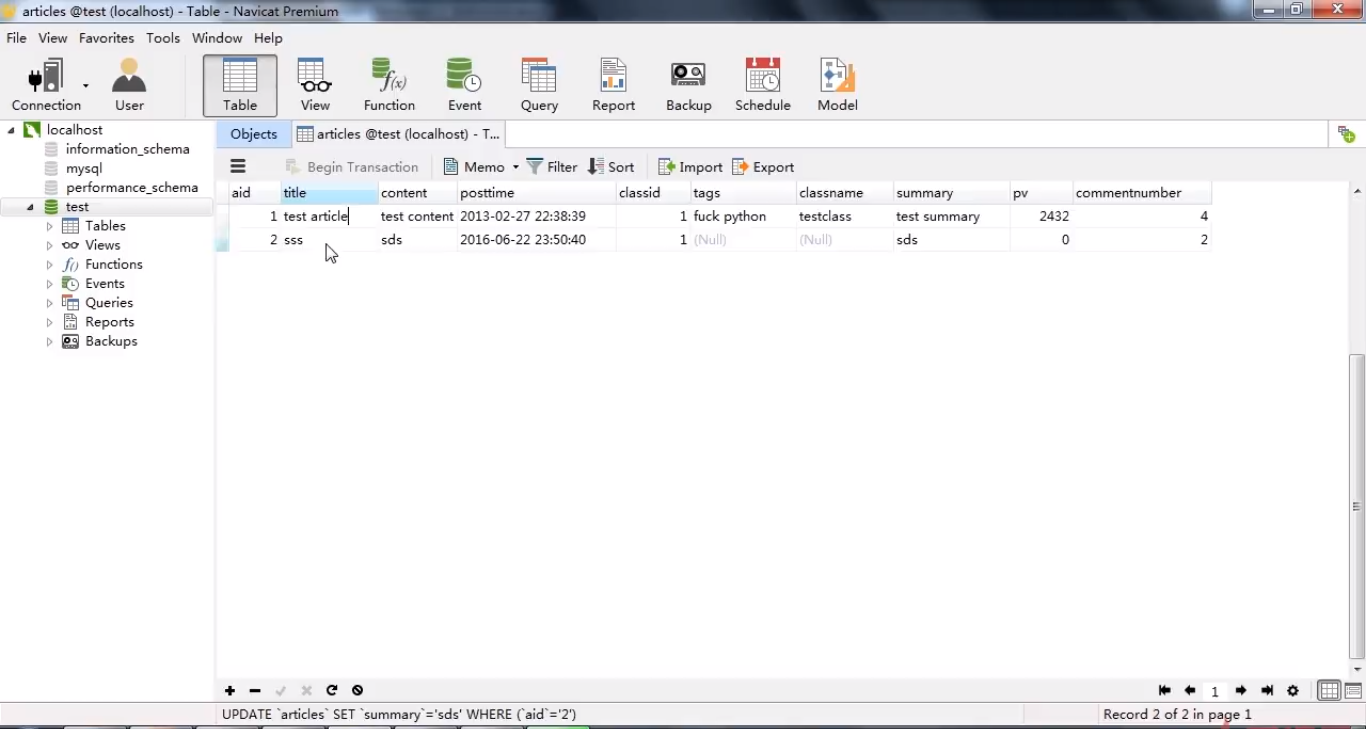 articles @test (localhost) - Table - Navicat Premium
File View Favorites Tools Window Help
Connection User Table View Function Event Query Report Backup Schedule Model
localhost
information_schema
mysql
performance_schema
test
Tables
Views
Functions
Events
Queries
Reports
Backups
Objects articles @test (localhost) - T...
Begin Transaction Memo Filter Sort Import Export
aid title content posttime classid tags classname summary pv commentnumber
1 test article test content 2013-02-27 22:38:39 1 fuck python testclass test summary 2432 4
2 sss sds 2016-06-22 23:50:40 1 (Null) (Null) sds 0 2
1
UPDATE `articles` SET `summary`='sds' WHERE (`aid`='2') Record 2 of 2 in page 1